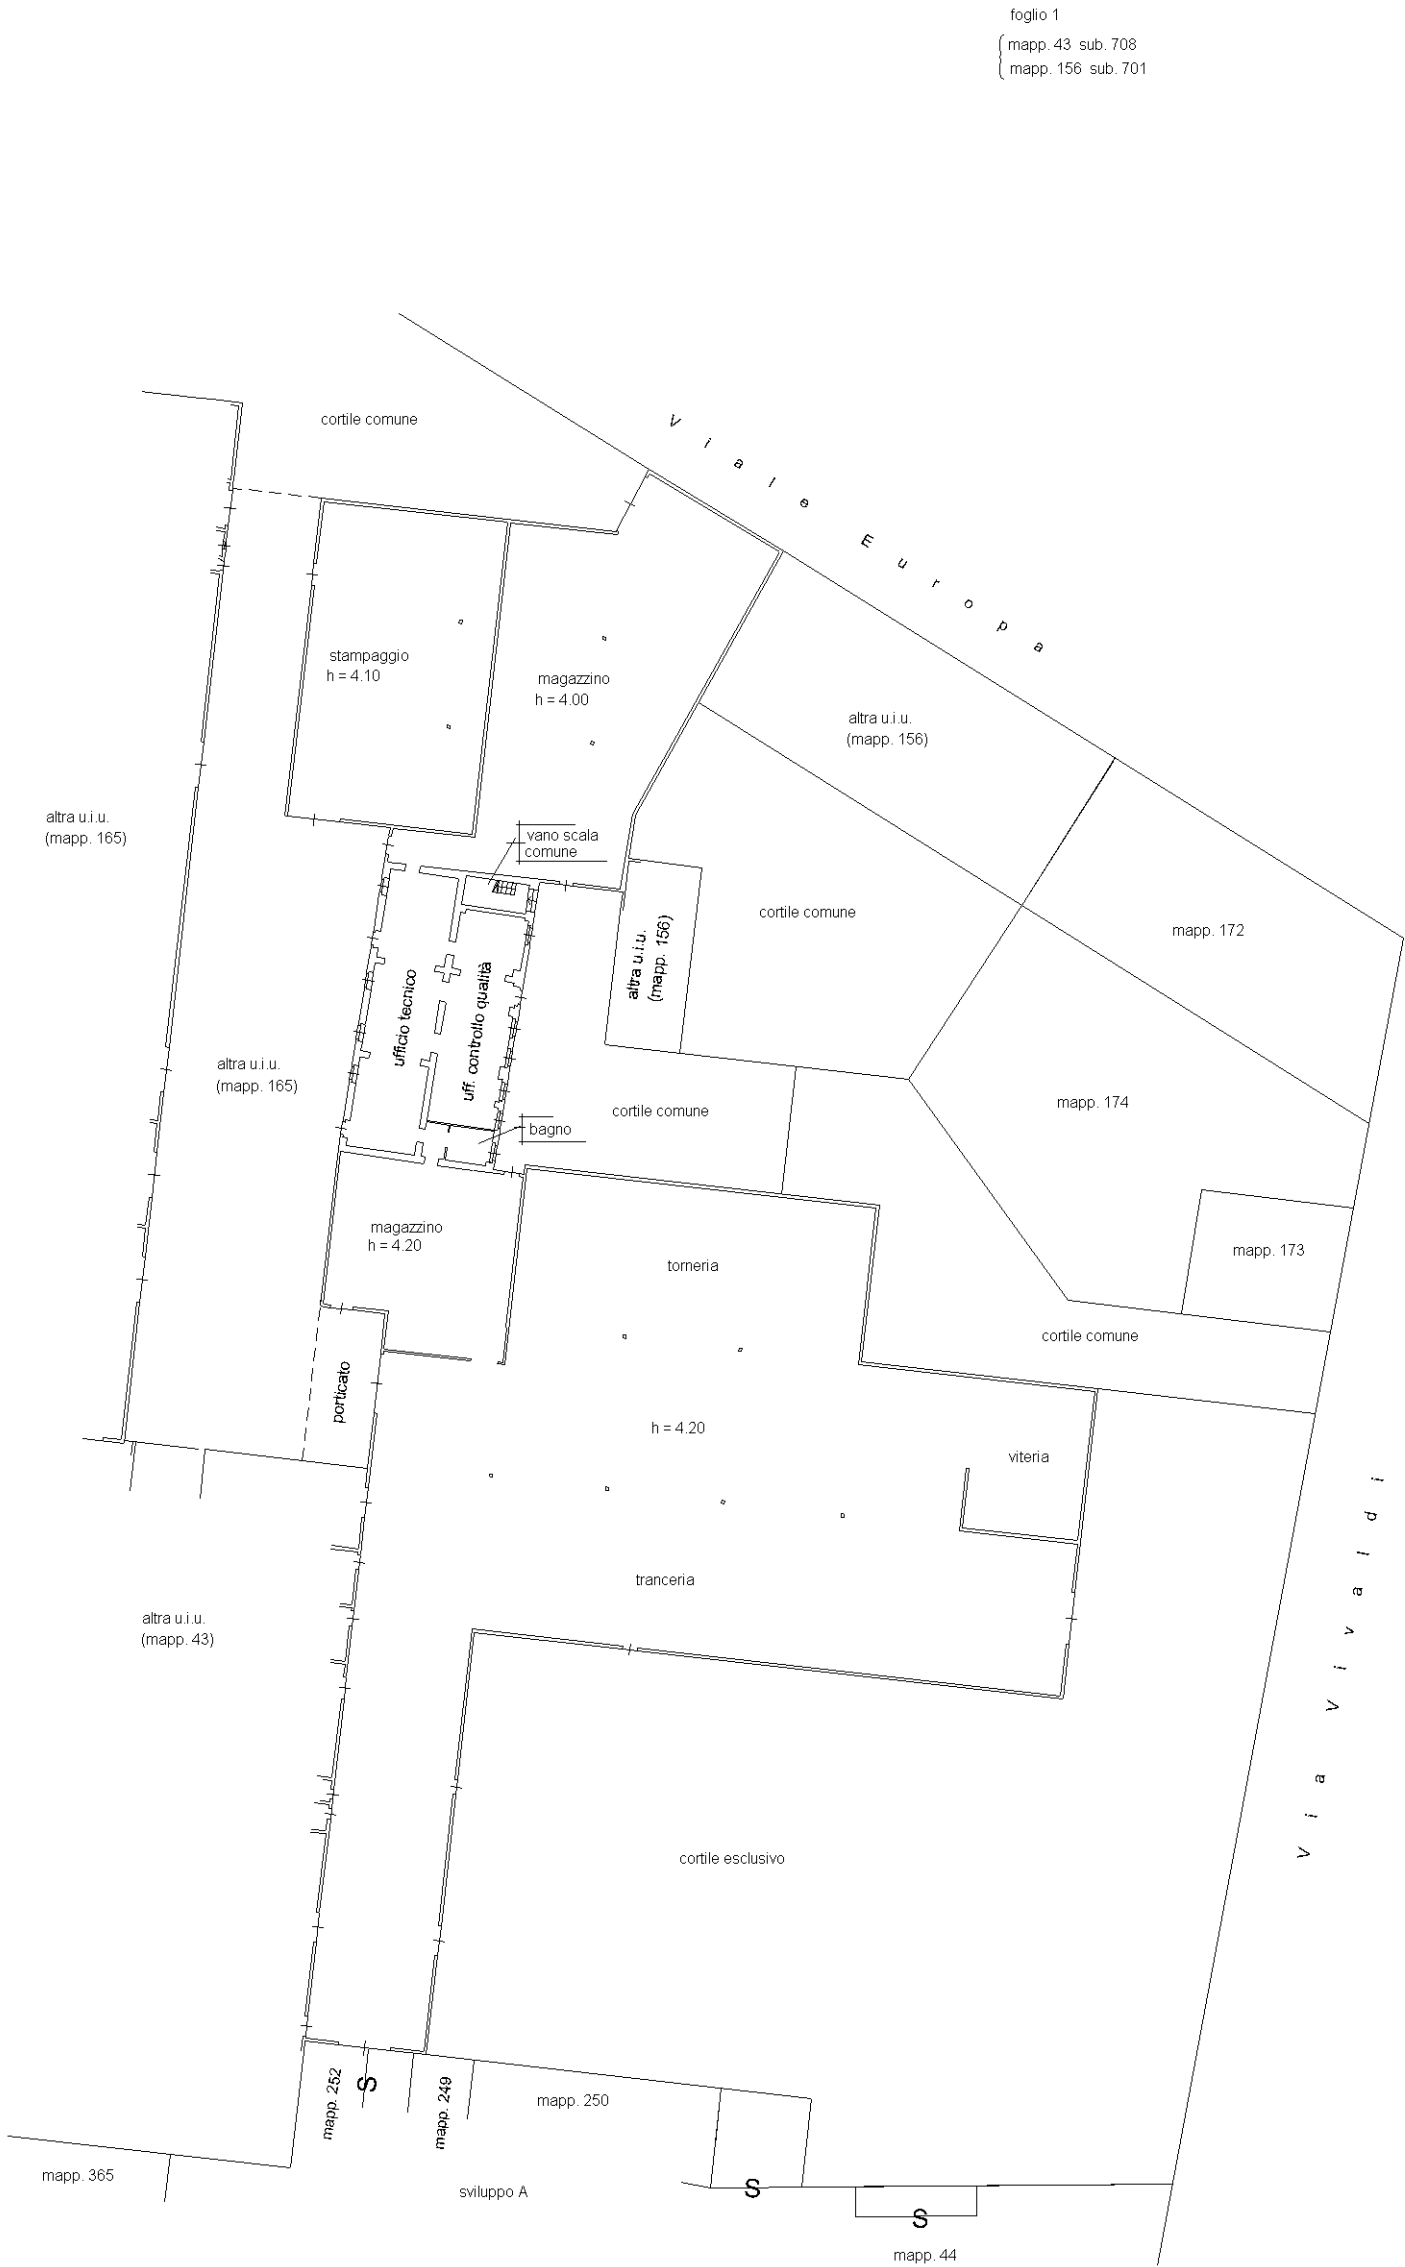 foglio 1
mapp. 43 sub. 708
mapp. 156 sub. 701
cortile comune
Viale Europa
stampaggio
h = 4.10
magazzino
h = 4.00
altra u.i.u.
(mapp. 156)
altra u.i.u.
(mapp. 165)
vano scala
comune
cortile comune
mapp. 172
altra u.i.u.
(mapp. 156)
ufficio tecnico
uff. controllo qualità
altra u.i.u.
(mapp. 165)
cortile comune
mapp. 174
bagno
magazzino
h = 4.20
torneria
mapp. 173
cortile comune
porticato
h = 4.20
viteria
tranceria
altra u.i.u.
(mapp. 43)
Via Vivaldi
cortile esclusivo
mapp. 252
S
mapp. 249
mapp. 250
mapp. 365
sviluppo A
S
S
mapp. 44